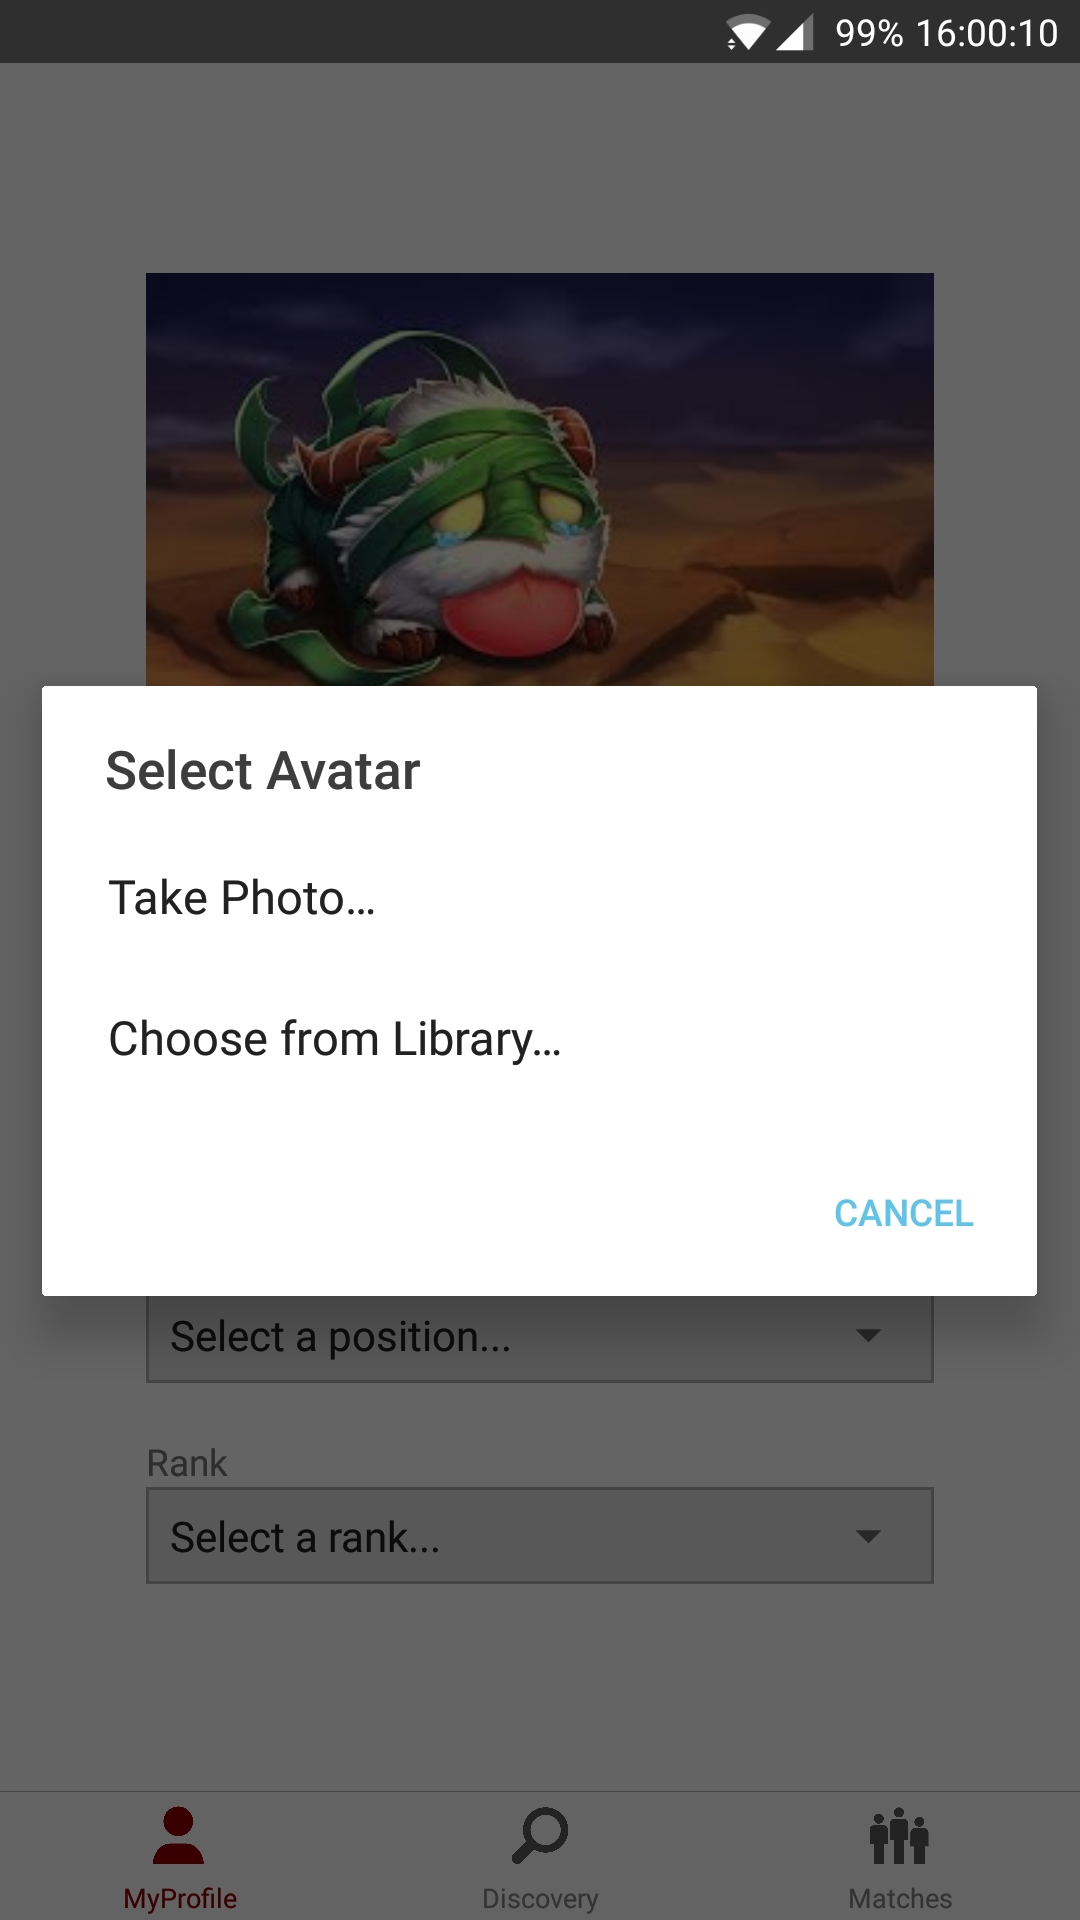 99% 16:00:10
Select Avatar
Take Photo…
Choose from Library…
CANCEL
Select a position...
Rank
Select a rank...
MyProfile
Discovery
Matches